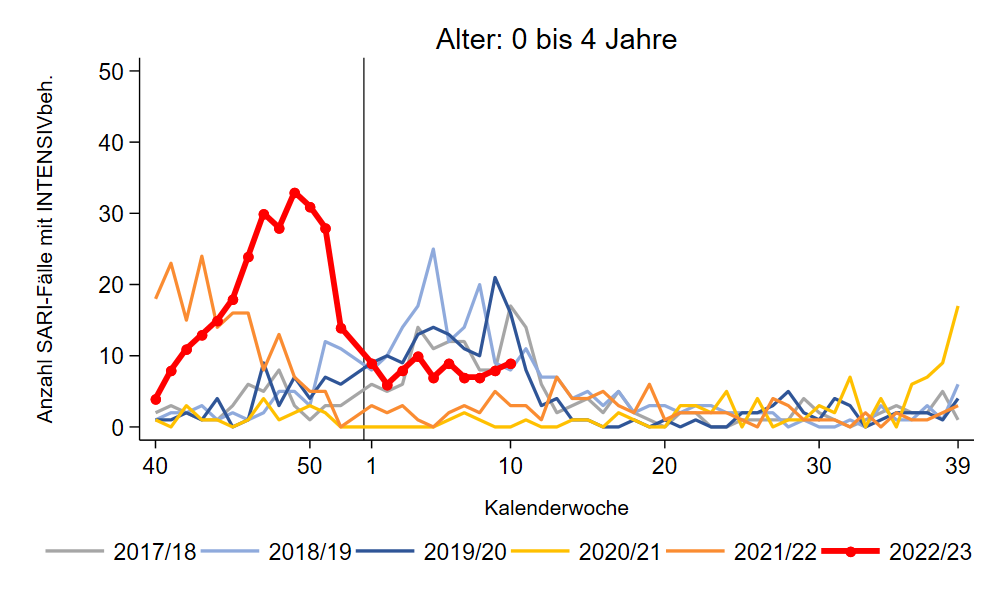 Alter: 0 bis 4 Jahre
Anzahl SARI-Fälle mit INTENSIVbeh.
50
40
30
20
10
0
40 50 1 10 20 30 39
Kalenderwoche
2017/18 2018/19 2019/20 2020/21 2021/22 2022/23